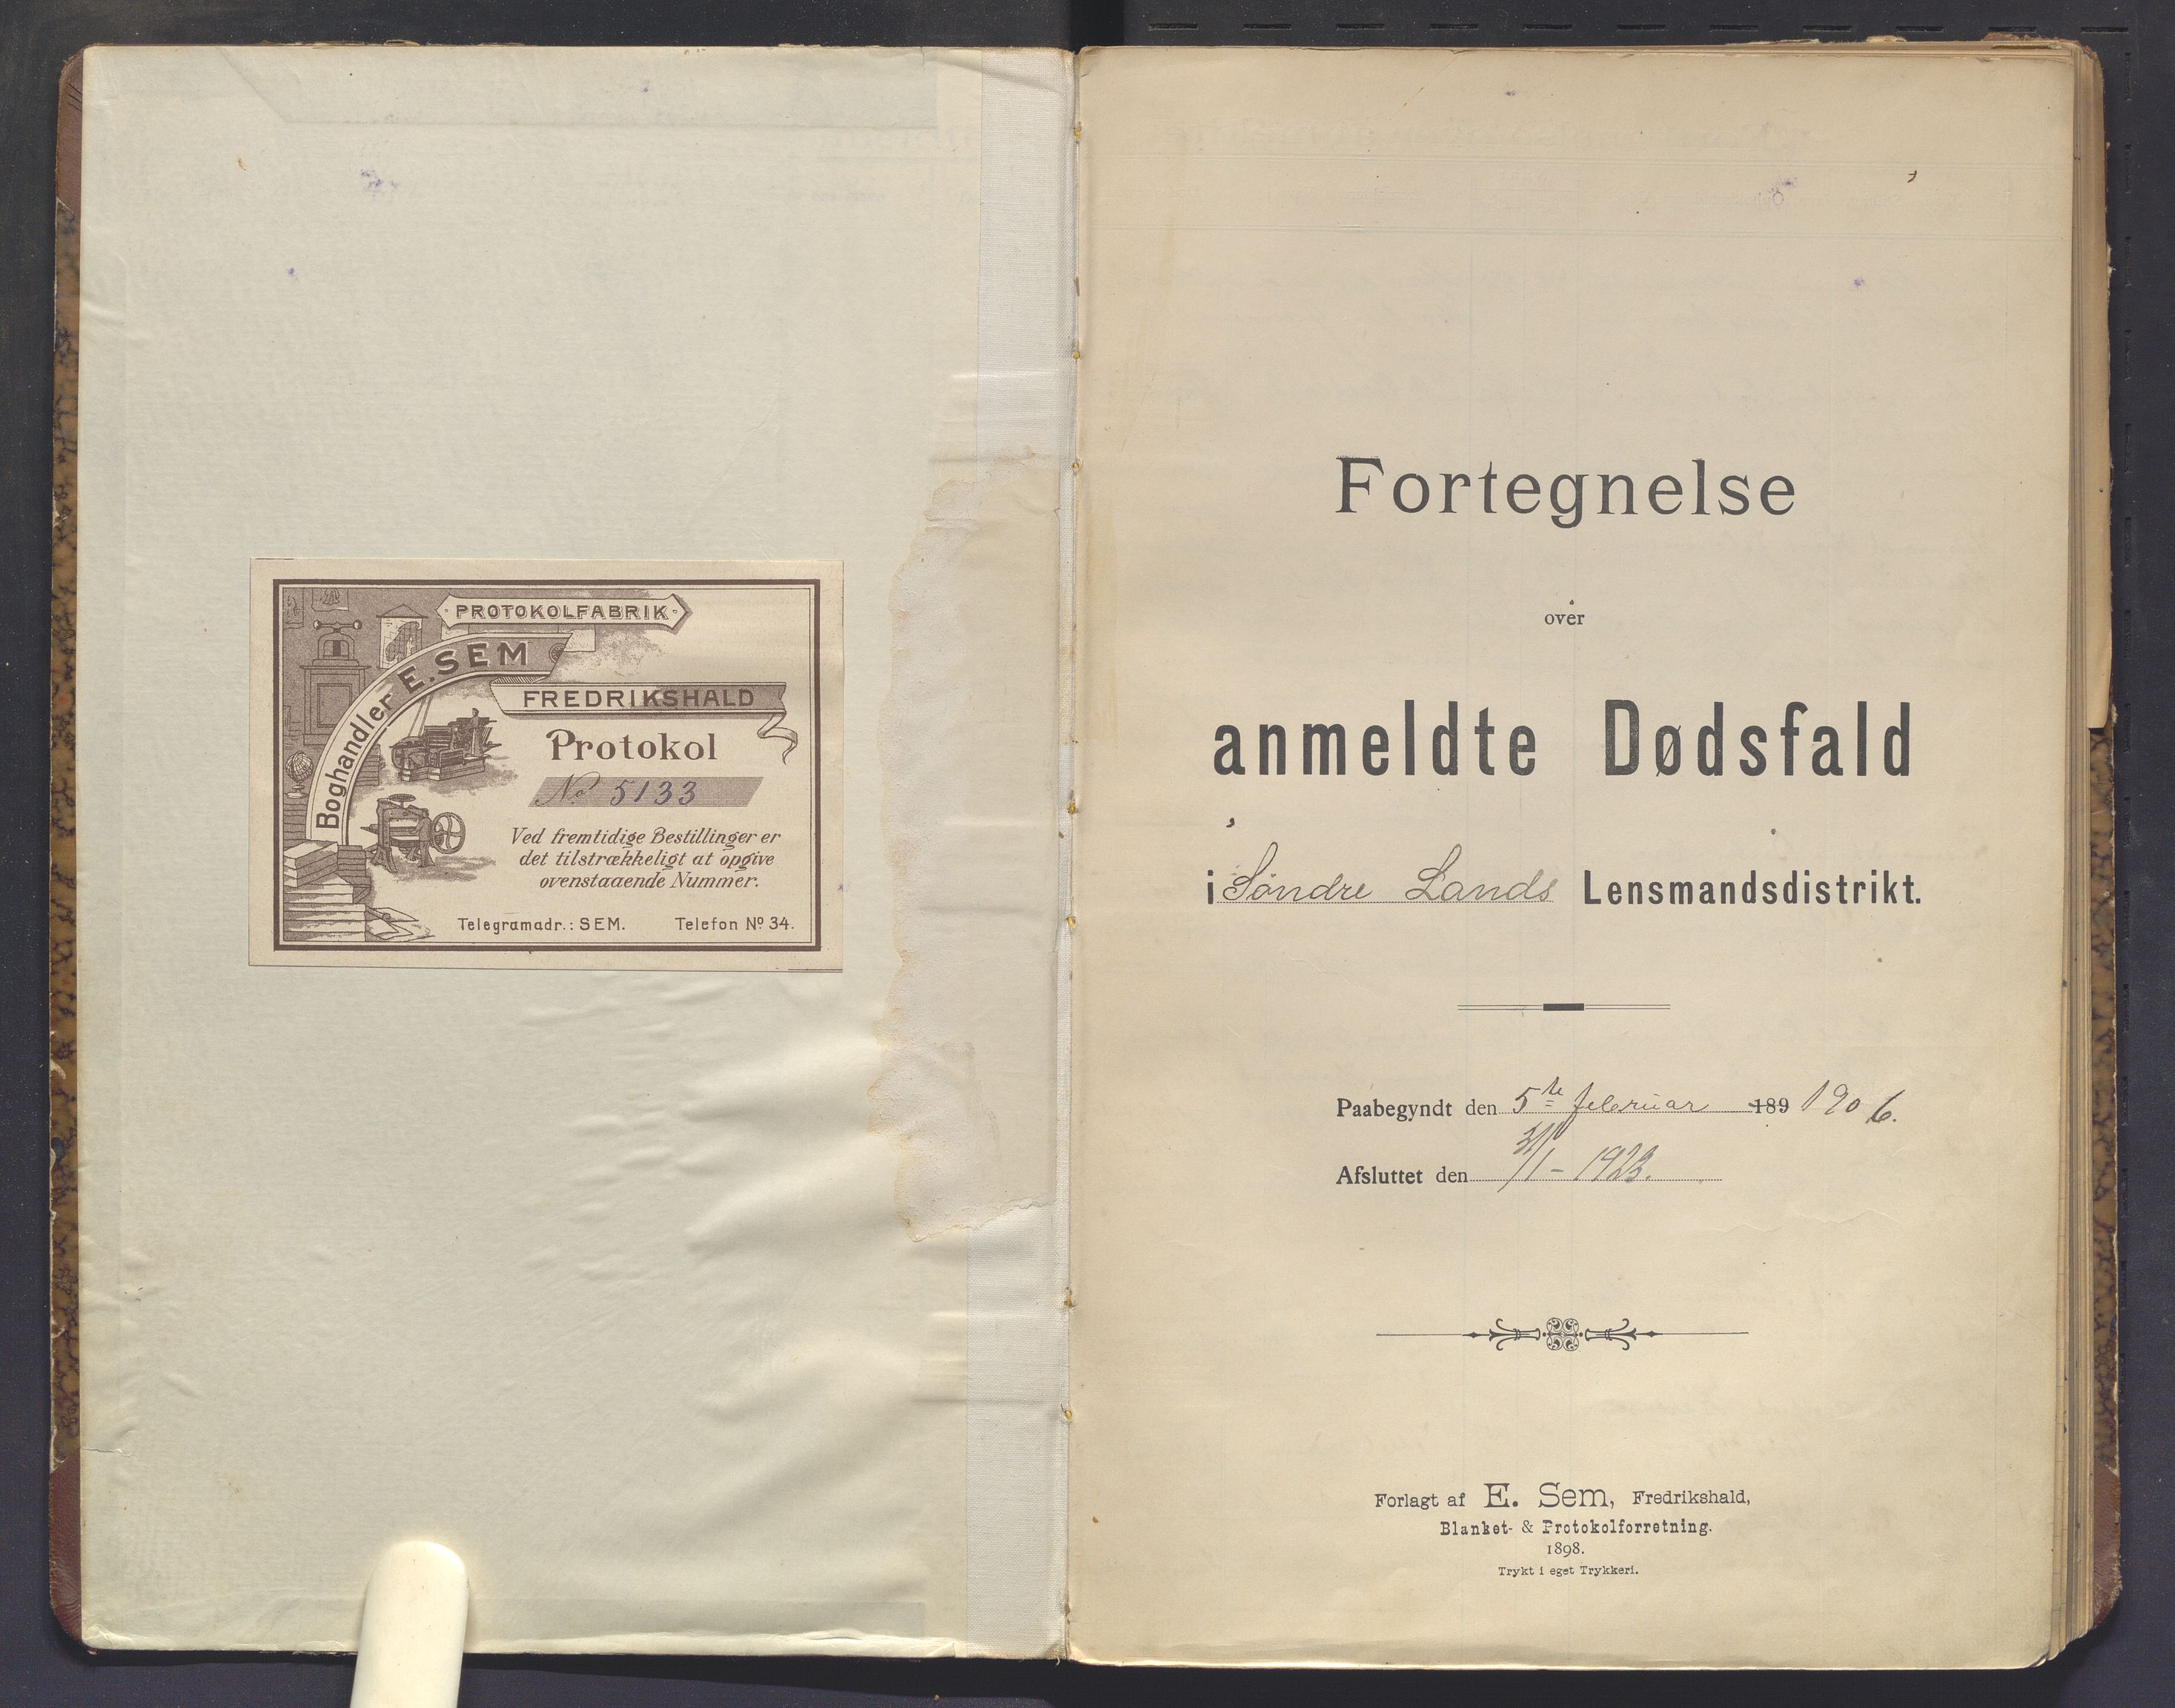 PROTOKOLFABRIK
Boghandler E. SEM
FREDRIKSHALD
Protokol
No 5133
Ved fremtidige Bestillinger er
det tilstrækkeligt at opgive
ovenstaaende Nummer.
Telegramadr.: SEM. Telefon No 34.
Fortegnelse
over
anmeldte Dødsfald
i Søndre Lands Lensmandsdistrikt.
Paabegyndt den 5te februar 189 1906.
Afsluttet den /1 - 1923.
Forlagt af E. Sem, Fredrikshald,
Blanket- & Protokolforretning.
1898.
Trykt i eget Trykkeri.